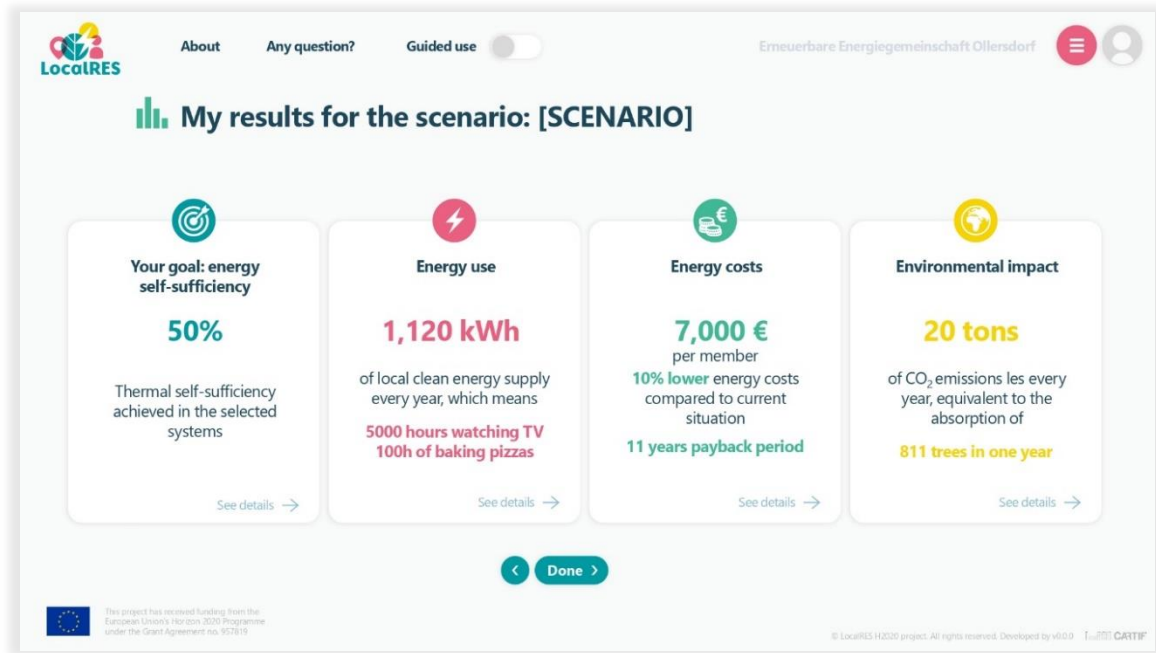 LocalRES
About
Any question?
Guided use
Erneuerbare Energiegemeinschaft Ollersdorf
My results for the scenario: [SCENARIO]
Your goal: energy
self-sufficiency
50%
Thermal self-sufficiency
achieved in the selected
systems
See details
Energy use
1,120 kWh
of local clean energy supply
every year, which means
5000 hours watching TV
100h of baking pizzas
See details
€
Energy costs
7,000 €
per member
10% lower energy costs
compared to current
situation
11 years payback period
See details
Environmental impact
20 tons
of CO₂ emissions les every
year, equivalent to the
absorption of
811 trees in one year
See details
Done
This project has received funding from the
European Union's Horizon 2020 Programme
under the Grant Agreement no. 957819
© LocalRES H2020 project. All rights reserved. Developed by v0.0.0
CARTIF